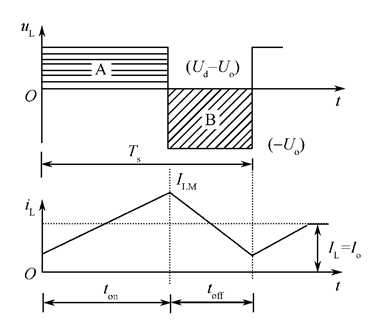 u_L
A
(U_d−U_o)
O
t
B
(−U_o)
T_s
i_L
I_LM
I_L=I_o
O
t
t_on
t_off